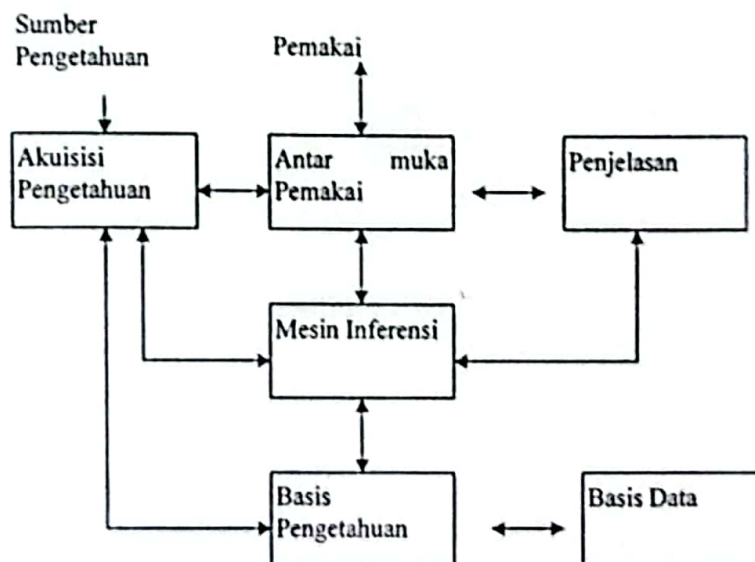 Sumber
Pengetahuan
Pemakai
Akuisisi
Pengetahuan
Antar muka
Pemakai
Penjelasan
Mesin Inferensi
Basis
Pengetahuan
Basis Data